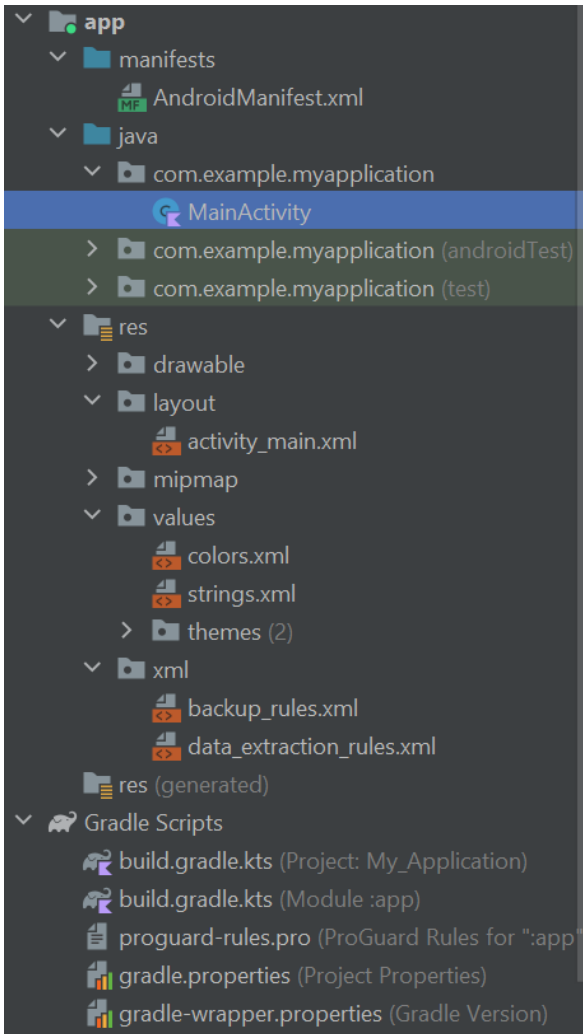 app
manifests
MF AndroidManifest.xml
java
com.example.myapplication
MainActivity
com.example.myapplication (androidTest)
com.example.myapplication (test)
res
drawable
layout
activity_main.xml
mipmap
values
colors.xml
strings.xml
themes (2)
xml
backup_rules.xml
data_extraction_rules.xml
res (generated)
Gradle Scripts
build.gradle.kts (Project: My_Application)
build.gradle.kts (Module :app)
proguard-rules.pro (ProGuard Rules for ":app"
gradle.properties (Project Properties)
gradle-wrapper.properties (Gradle Version)